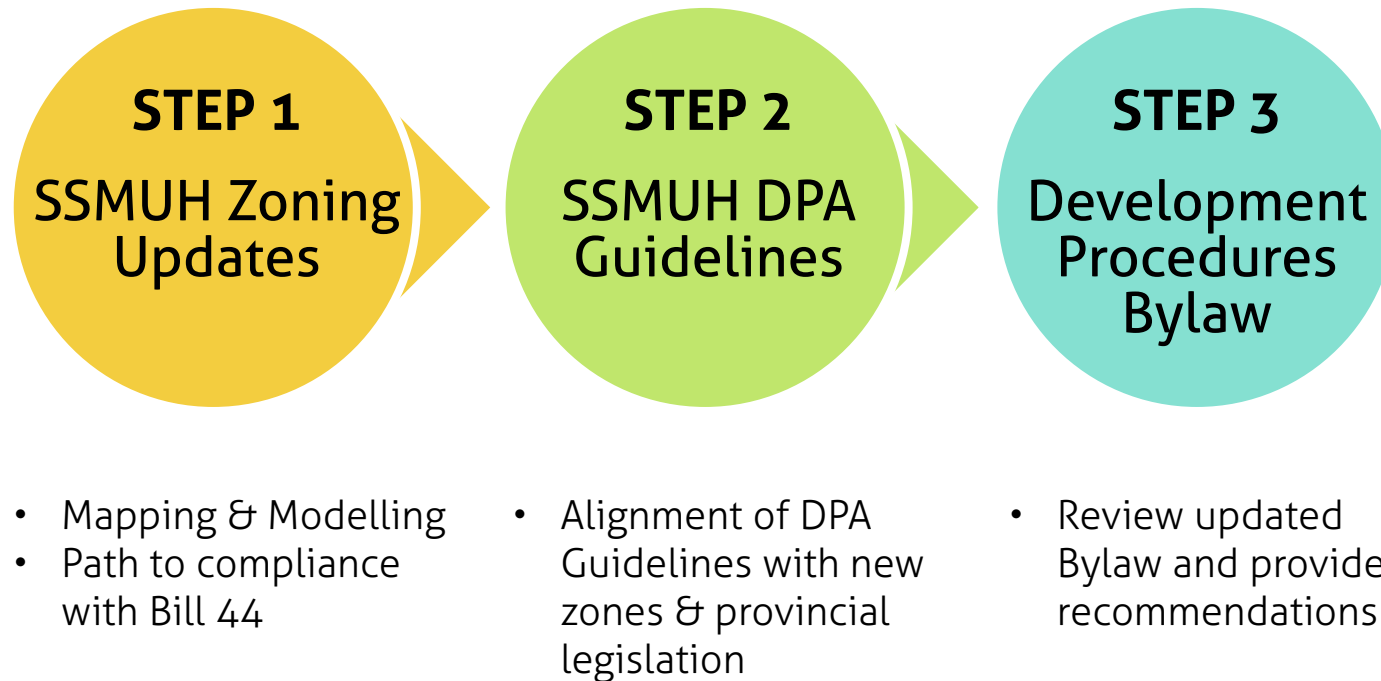 STEP 1
SSMUH Zoning
Updates
STEP 2
SSMUH DPA
Guidelines
STEP 3
Development
Procedures
Bylaw
• Mapping & Modelling
• Path to compliance
with Bill 44
• Alignment of DPA
Guidelines with new
zones & provincial
legislation
• Review updated
Bylaw and provide
recommendations